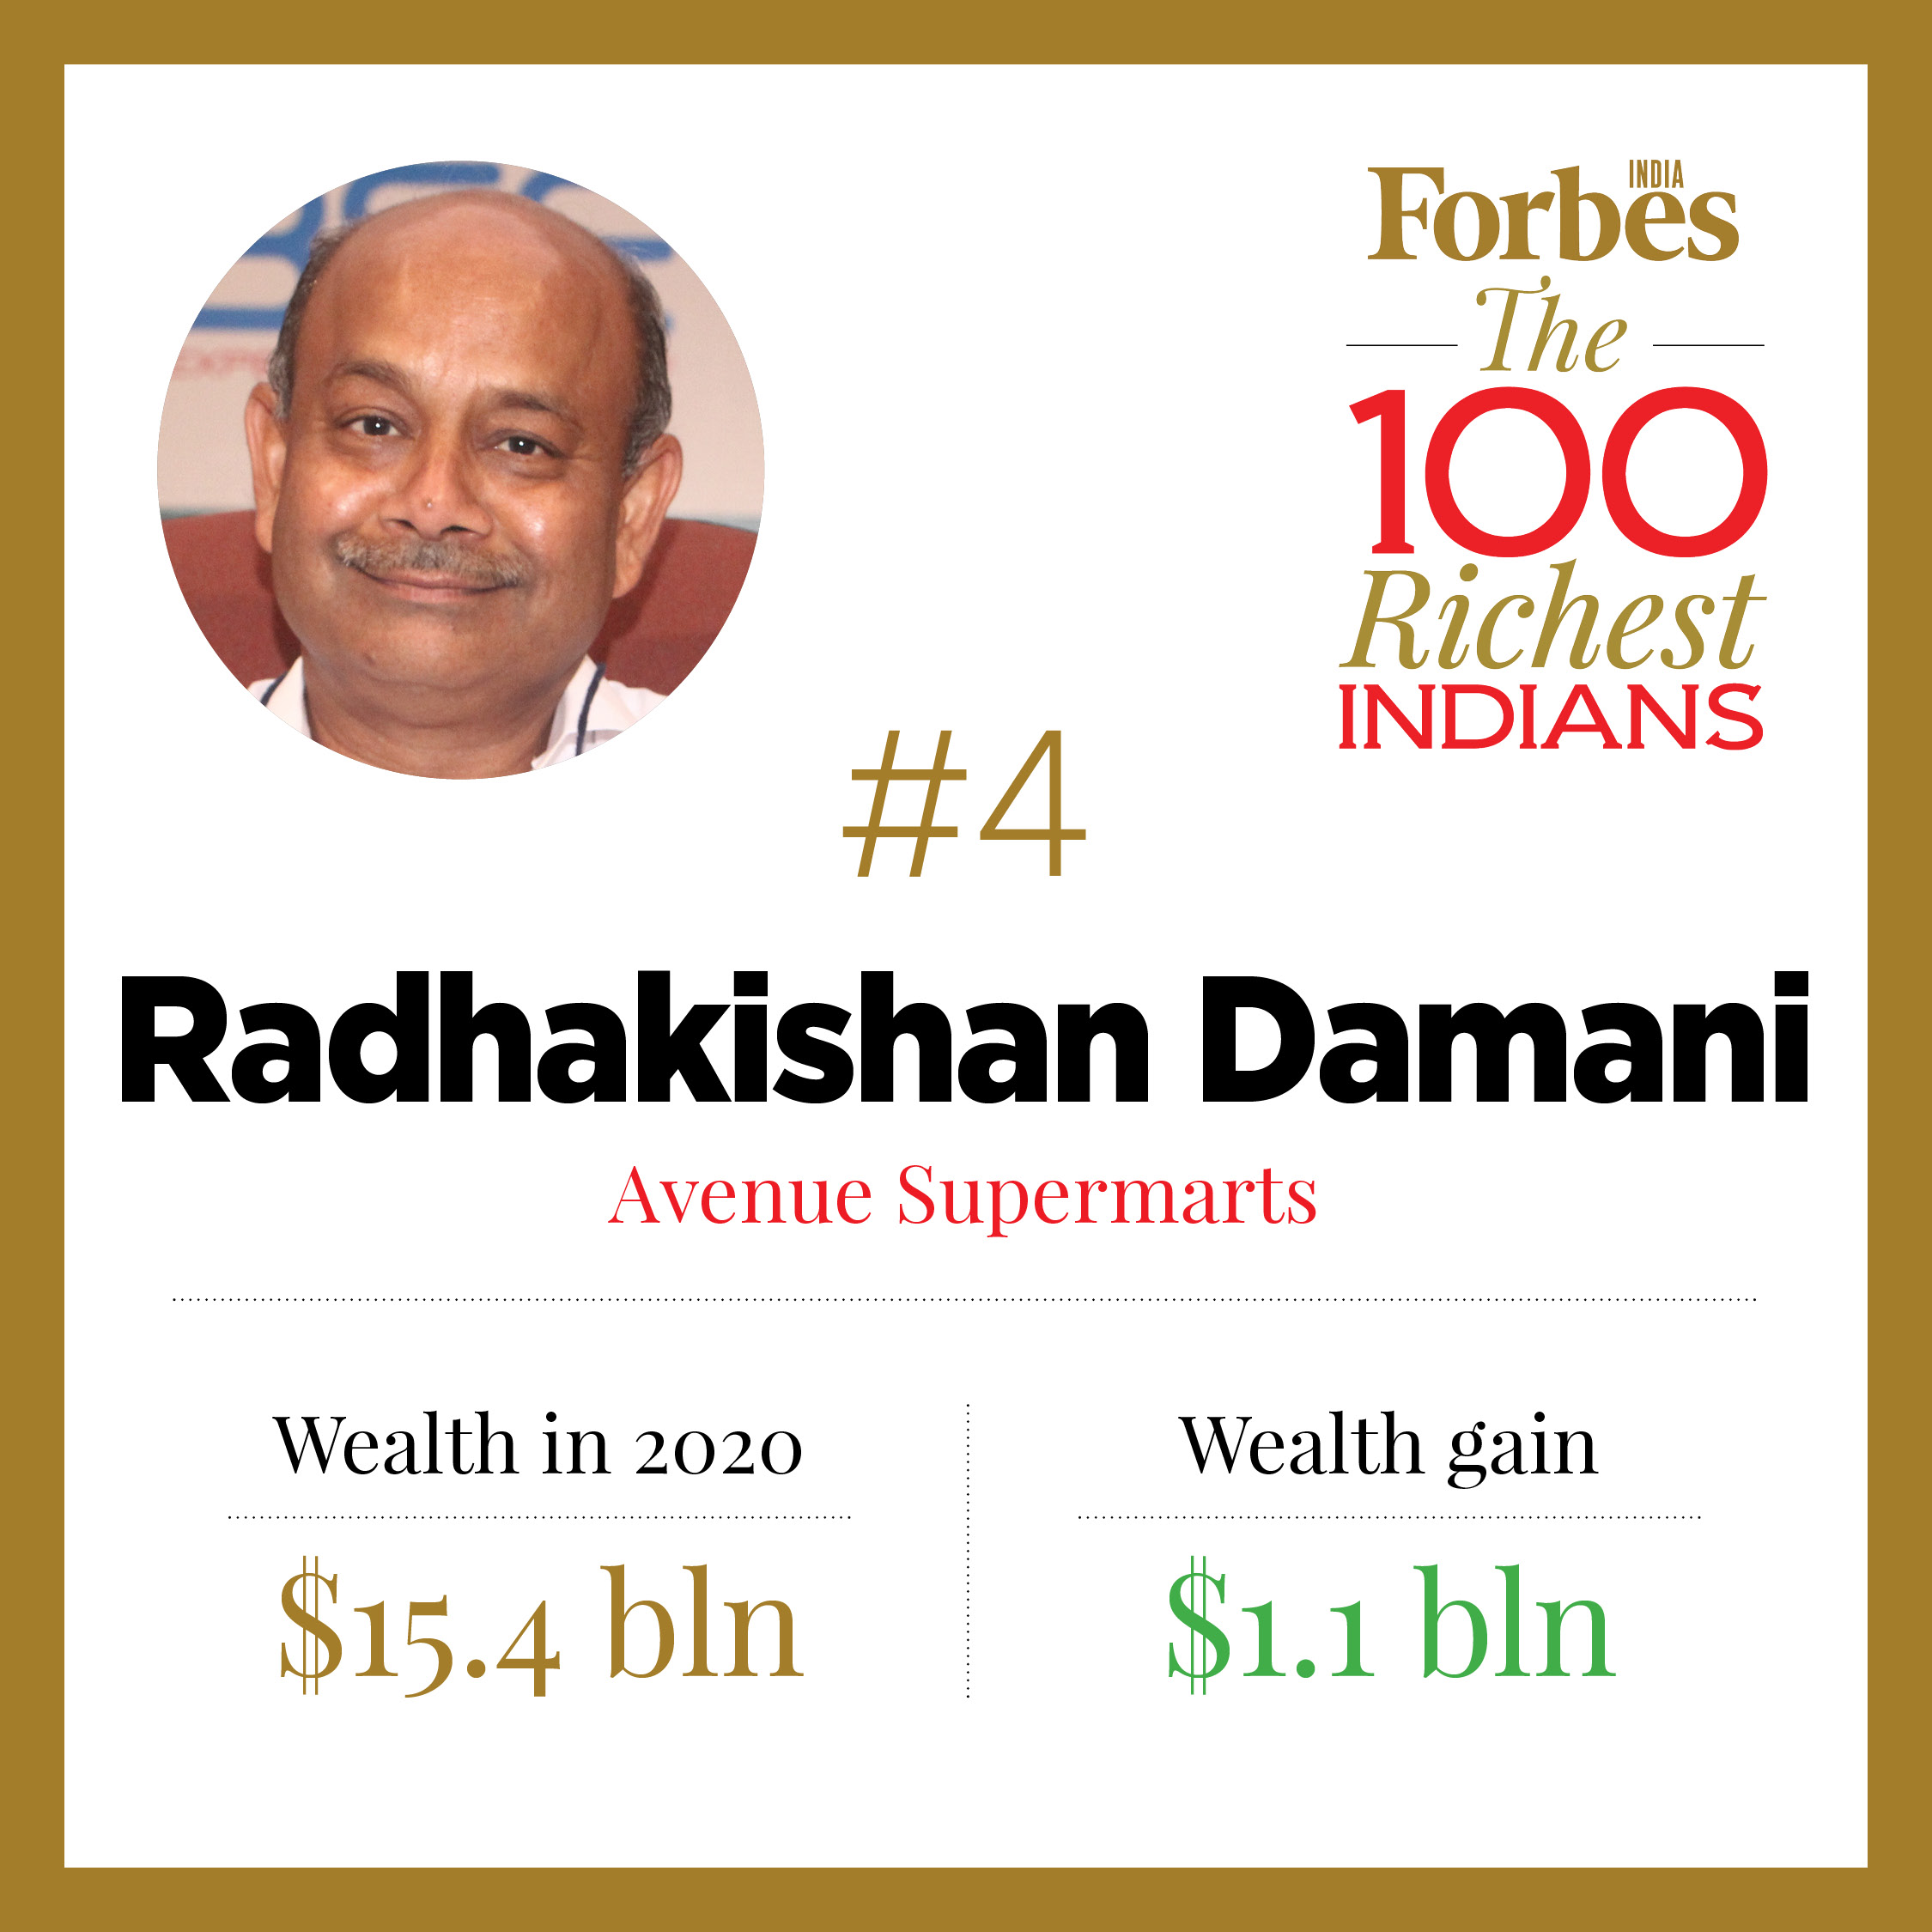 INDIA
Forbes
The
100
Richest
INDIANS
#4
Radhakishan Damani
Avenue Supermarts
Wealth in 2020
$15.4 bln
Wealth gain
$1.1 bln